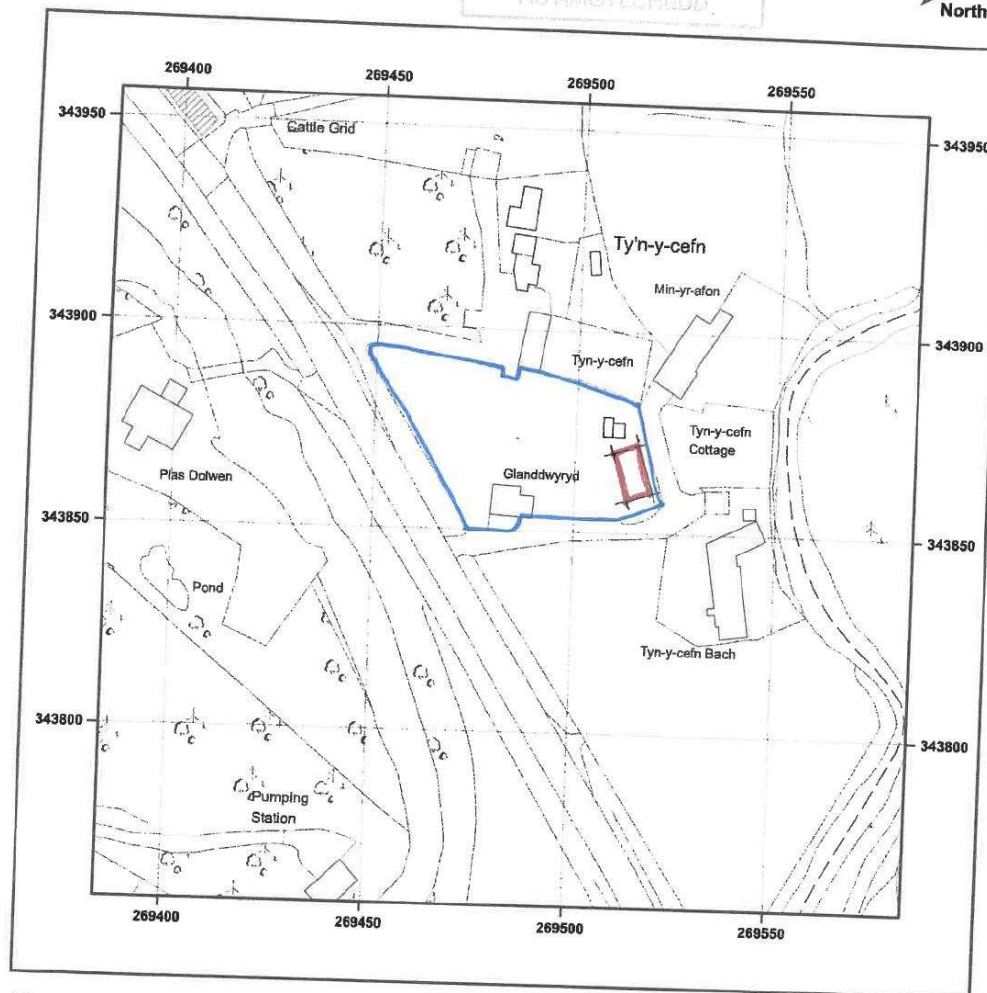 North
269400
269450
269500
269550
343950
343950
Cattle Grid
Ty'n-y-cefn
Min-yr-afon
343900
343900
Tyn-y-cefn
Tyn-y-cefn
Cottage
Plas Dolwen
Glanddwyryd
343850
343850
Pond
Tyn-y-cefn Bach
343800
343800
Pumping
Station
269400
269450
269500
269550